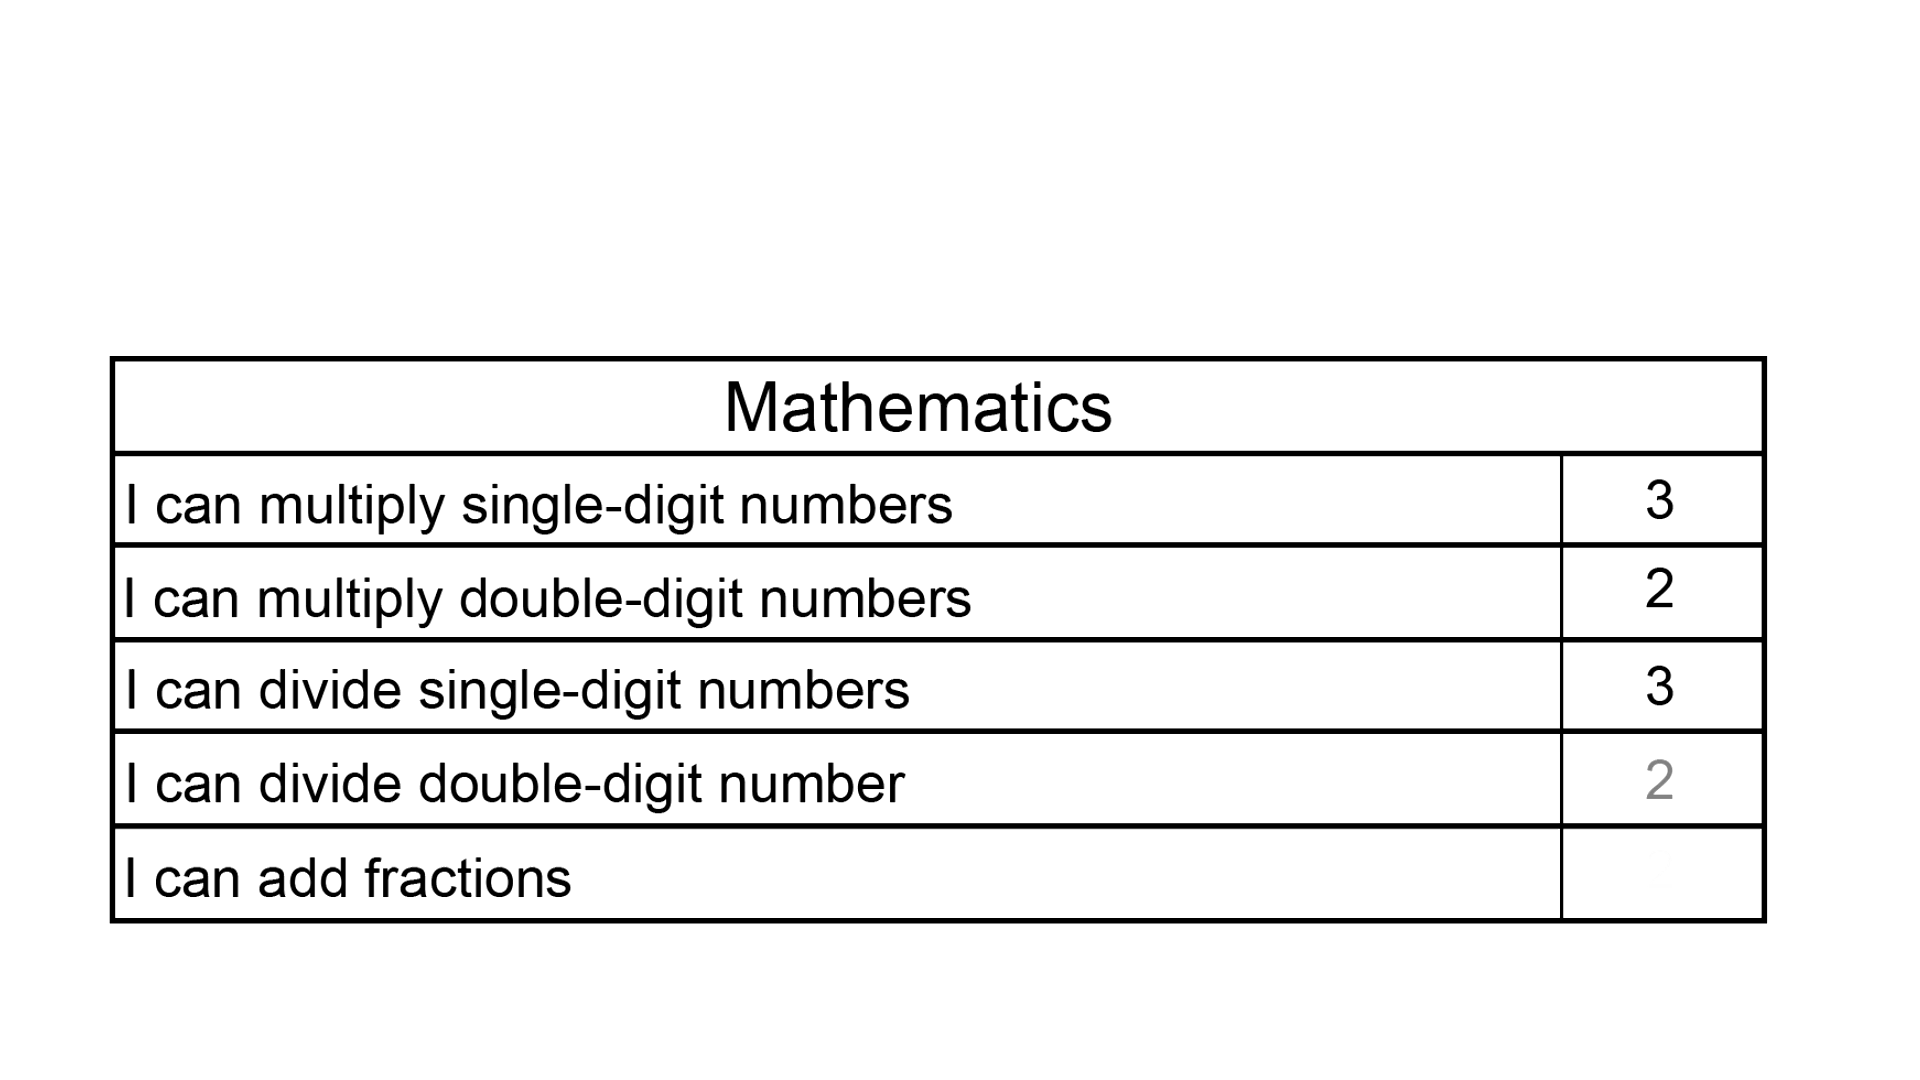 Mathematics
I can multiply single-digit numbers 3
I can multiply double-digit numbers 2
I can divide single-digit numbers 3
I can divide double-digit number 2
I can add fractions